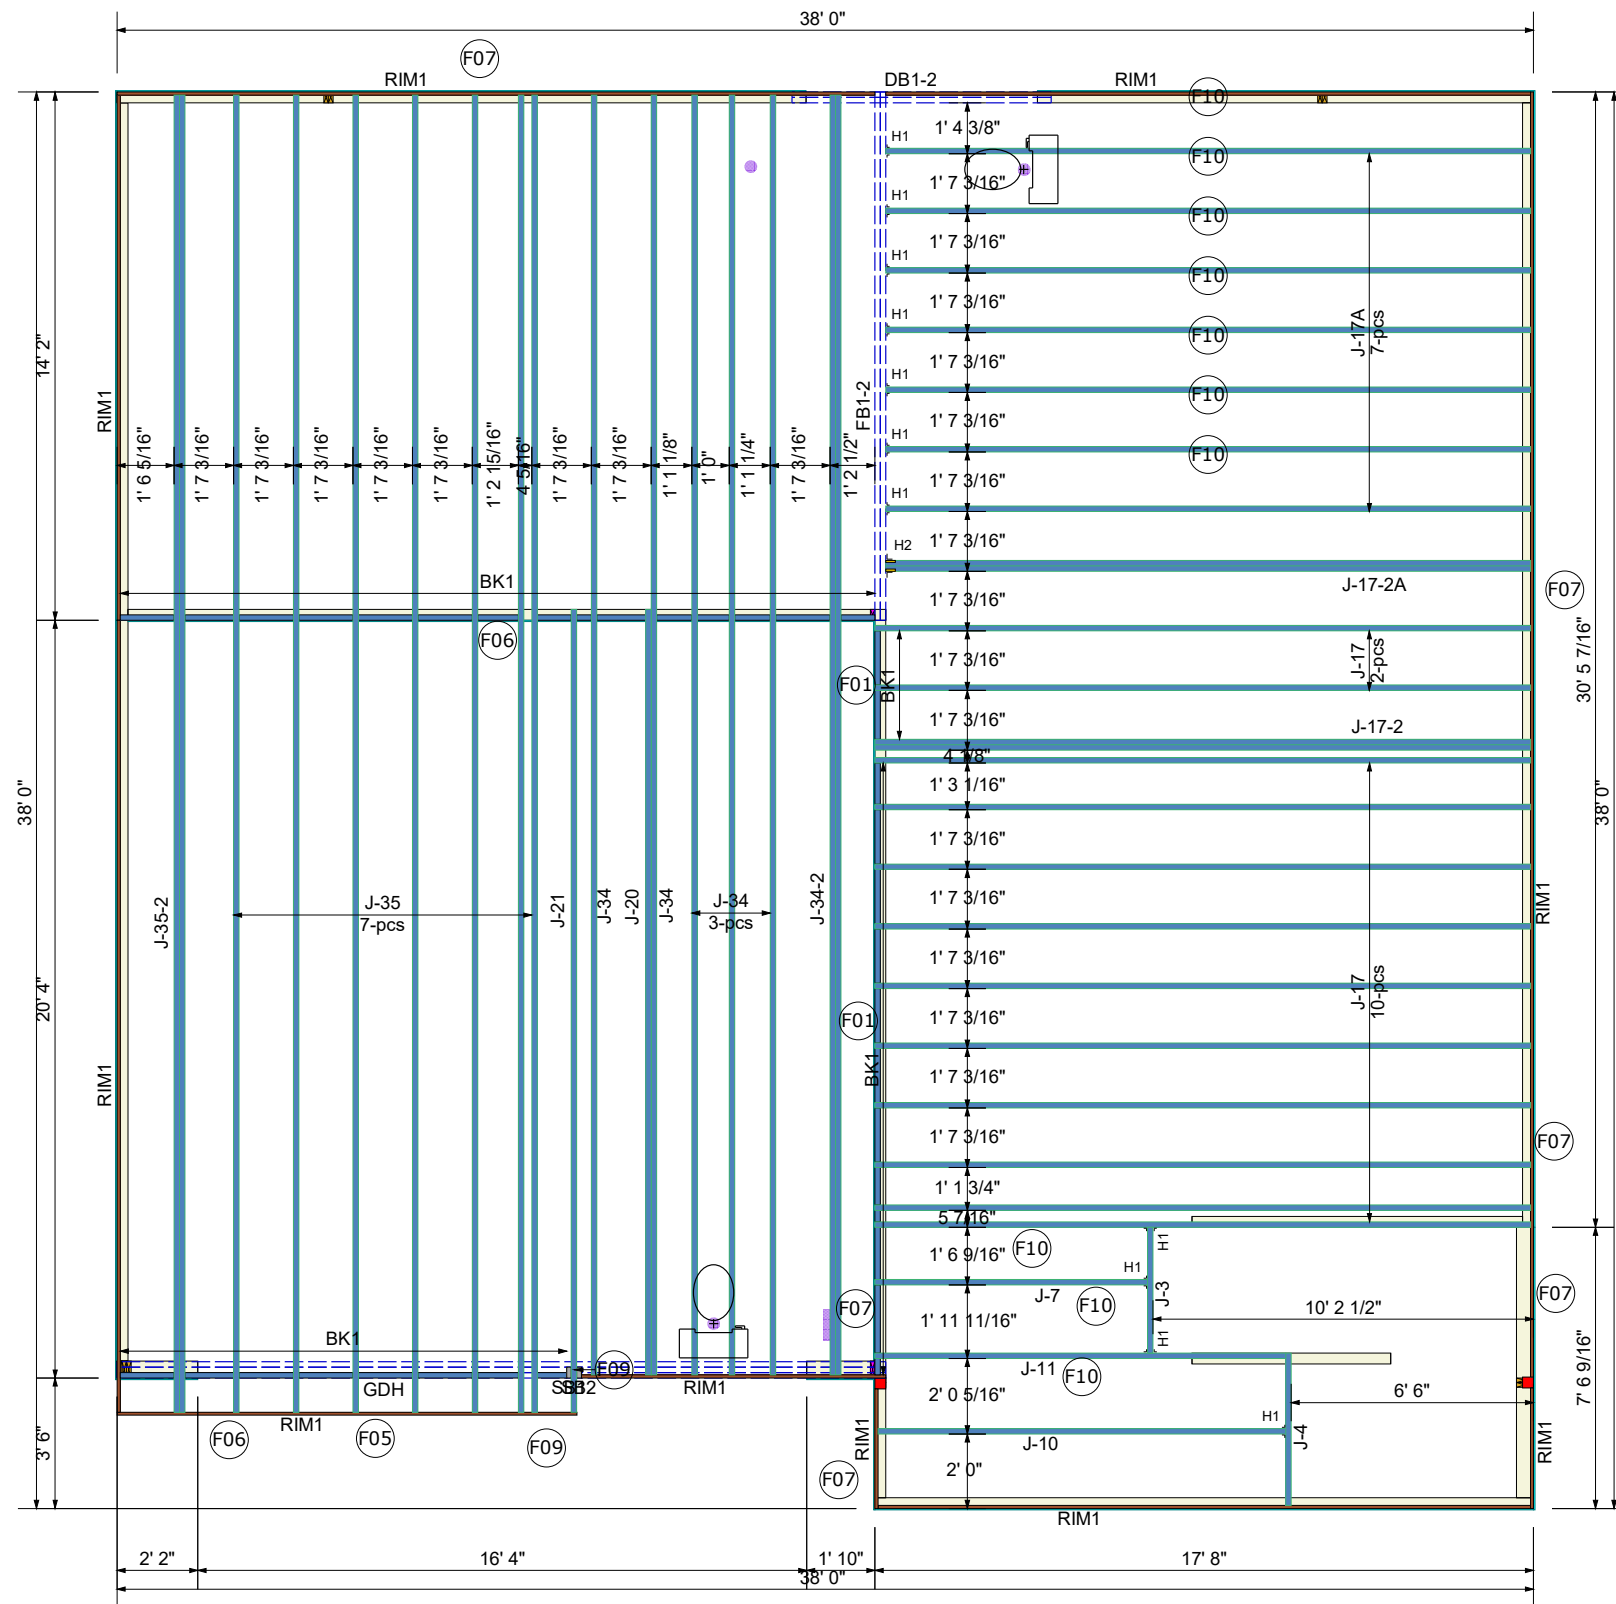 38' 0"
F07
RIM1
DB1-2
RIM1
F10
1' 4 3/8"
H1
F10
1' 7 3/16"
H1
F10
1' 7 3/16"
H1
F10
1' 7 3/16"
H1
F10
J-17A
7-pcs
1' 7 3/16"
H1
F10
1' 7 3/16"
H1
F10
1' 7 3/16"
H1
14' 2"
RIM1
FB1-2
1' 6 5/16"
1' 7 3/16"
1' 7 3/16"
1' 7 3/16"
1' 7 3/16"
1' 7 3/16"
1' 2 15/16"
4 5/16"
1' 7 3/16"
1' 7 3/16"
1' 1 1/8"
1' 0"
1' 1 1/4"
1' 7 3/16"
1' 2 1/2"
1' 7 3/16"
H2
BK1
1' 7 3/16"
J-17-2A
F07
F06
30' 5 7/16"
1' 7 3/16"
J-17
2-pcs
F01
BK1
1' 7 3/16"
J-17-2
4 1/8"
1' 3 1/16"
38' 0"
38' 0"
1' 7 3/16"
1' 7 3/16"
J-35-2
J-35
7-pcs
J-21
J-34
J-20
J-34
J-34
3-pcs
J-34-2
RIM1
1' 7 3/16"
20' 4"
J-17
10-pcs
1' 7 3/16"
F01
BK1
RIM1
1' 7 3/16"
1' 7 3/16"
F07
1' 1 3/4"
5 7/16"
1' 6 9/16"
F10
H1
H1
J-7
J-3
F07
F10
10' 2 1/2"
F07
1' 11 11/16"
H1
BK1
F09
J-11
F10
GDH
RIM1
2' 0 5/16"
6' 6"
7' 6 9/16"
RIM1
F06
F05
F09
3' 6"
RIM1
H1
J-10
J-4
RIM1
2' 0"
F07
RIM1
2' 2"
16' 4"
1' 10"
17' 8"
38' 0"